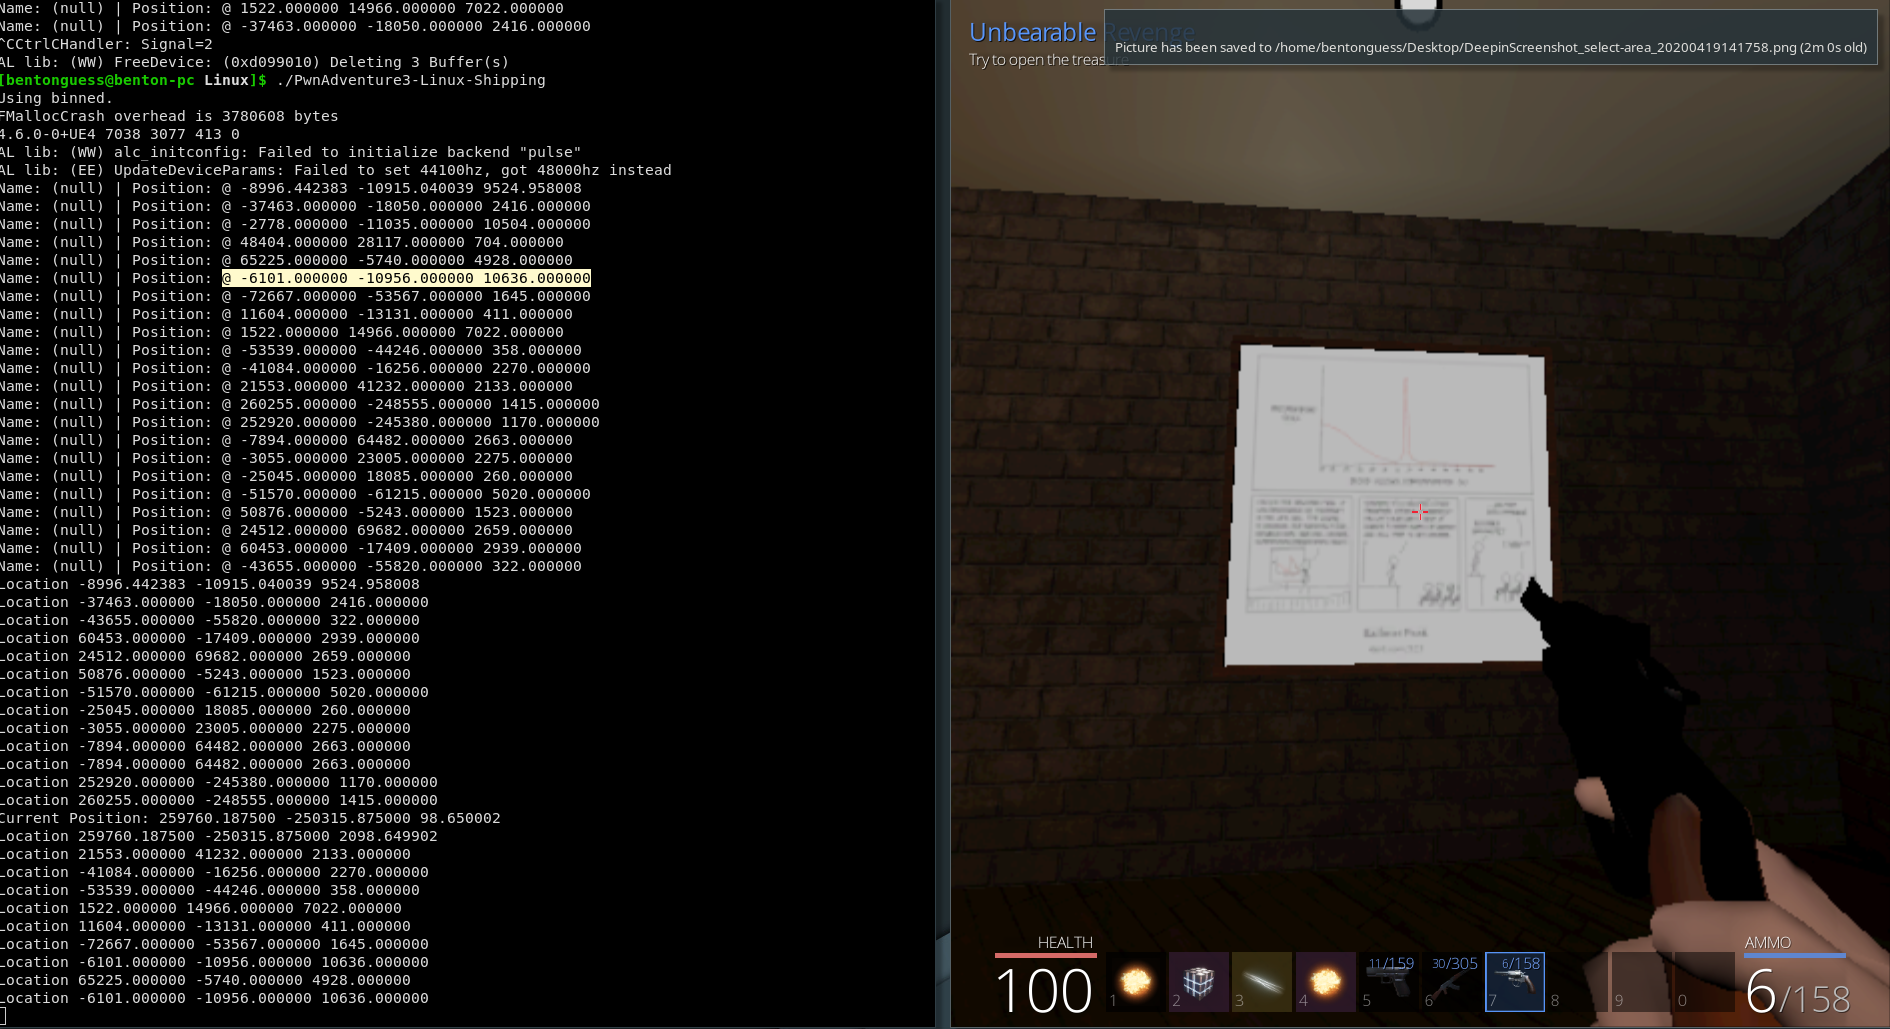 Name: (null) | Position: @ 1522.000000 14966.000000 7022.000000
Name: (null) | Position: @ -37463.000000 -18050.000000 2416.000000
^CCtrlCHandler: Signal=2
AL lib: (WW) FreeDevice: (0xd099010) Deleting 3 Buffer(s)
[bentonguess@benton-pc Linux]$ ./PwnAdventure3-Linux-Shipping
Using binned.
FMallocCrash overhead is 3780608 bytes
4.6.0-0+UE4 7038 3077 413 0
AL lib: (WW) alc_initconfig: Failed to initialize backend "pulse"
AL lib: (EE) UpdateDeviceParams: Failed to set 44100hz, got 48000hz instead
Name: (null) | Position: @ -8996.442383 -10915.040039 9524.958008
Name: (null) | Position: @ -37463.000000 -18050.000000 2416.000000
Name: (null) | Position: @ -2778.000000 -11035.000000 10504.000000
Name: (null) | Position: @ 48404.000000 28117.000000 704.000000
Name: (null) | Position: @ 65225.000000 -5740.000000 4928.000000
Name: (null) | Position: @ -6101.000000 -10956.000000 10636.000000
Name: (null) | Position: @ -72667.000000 -53567.000000 1645.000000
Name: (null) | Position: @ 11604.000000 -13131.000000 411.000000
Name: (null) | Position: @ 1522.000000 14966.000000 7022.000000
Name: (null) | Position: @ -53539.000000 -44246.000000 358.000000
Name: (null) | Position: @ -41084.000000 -16256.000000 2270.000000
Name: (null) | Position: @ 21553.000000 41232.000000 2133.000000
Name: (null) | Position: @ 260255.000000 -248555.000000 1415.000000
Name: (null) | Position: @ 252920.000000 -245380.000000 1170.000000
Name: (null) | Position: @ -7894.000000 64482.000000 2663.000000
Name: (null) | Position: @ -3055.000000 23005.000000 2275.000000
Name: (null) | Position: @ -25045.000000 18085.000000 260.000000
Name: (null) | Position: @ -51570.000000 -61215.000000 5020.000000
Name: (null) | Position: @ 50876.000000 -5243.000000 1523.000000
Name: (null) | Position: @ 24512.000000 69682.000000 2659.000000
Name: (null) | Position: @ 60453.000000 -17409.000000 2939.000000
Name: (null) | Position: @ -43655.000000 -55820.000000 322.000000
Location -8996.442383 -10915.040039 9524.958008
Location -37463.000000 -18050.000000 2416.000000
Location -43655.000000 -55820.000000 322.000000
Location 60453.000000 -17409.000000 2939.000000
Location 24512.000000 69682.000000 2659.000000
Location 50876.000000 -5243.000000 1523.000000
Location -51570.000000 -61215.000000 5020.000000
Location -25045.000000 18085.000000 260.000000
Location -3055.000000 23005.000000 2275.000000
Location -7894.000000 64482.000000 2663.000000
Location -7894.000000 64482.000000 2663.000000
Location 252920.000000 -245380.000000 1170.000000
Location 260255.000000 -248555.000000 1415.000000
Current Position: 259760.187500 -250315.875000 98.650002
Location 259760.187500 -250315.875000 2098.649902
Location 21553.000000 41232.000000 2133.000000
Location -41084.000000 -16256.000000 2270.000000
Location -53539.000000 -44246.000000 358.000000
Location 1522.000000 14966.000000 7022.000000
Location 11604.000000 -13131.000000 411.000000
Location -72667.000000 -53567.000000 1645.000000
Location -6101.000000 -10956.000000 10636.000000
Location 65225.000000 -5740.000000 4928.000000
Location -6101.000000 -10956.000000 10636.000000
Unbearable Revenge
Picture has been saved to /home/bentonguess/Desktop/DeepinScreenshot_select-area_20200419141758.png (2m 0s old)
Try to open the treasure
HEALTH
100
1
2
3
4
11/159
5
30/305
6
6/158
7
8
9
0
AMMO
6/158